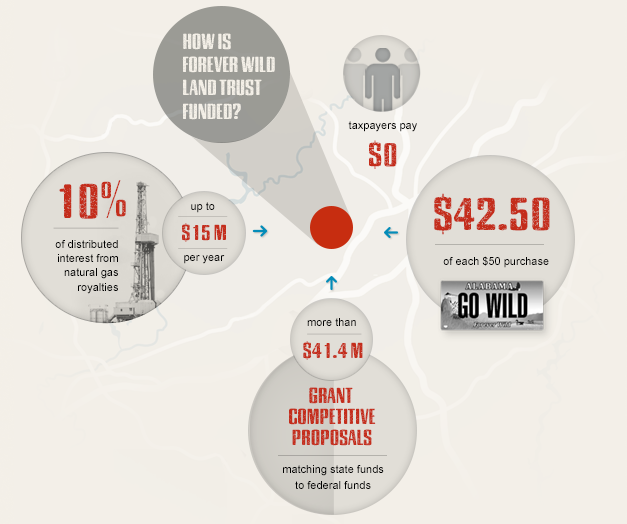 HOW IS
FOREVER WILD
LAND TRUST
FUNDED?
taxpayers pay
$0
10%
of distributed
interest from
natural gas
royalties
up to
$15 M
per year
$42.50
of each $50 purchase
ALABAMA
GO WILD
Forever Wild
more than
$41.4 M
GRANT
COMPETITIVE
PROPOSALS
matching state funds
to federal funds